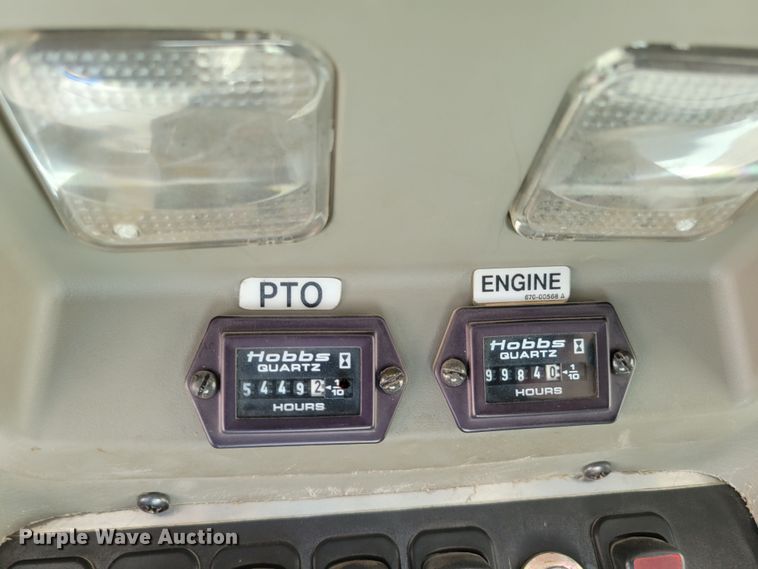 PTO
ENGINE
670-00568 A
Hobbs
QUARTZ
5 4 4 9 2 1/10
HOURS
Hobbs
QUARTZ
9 9 8 4 0 1/10
HOURS
Purple Wave Auction